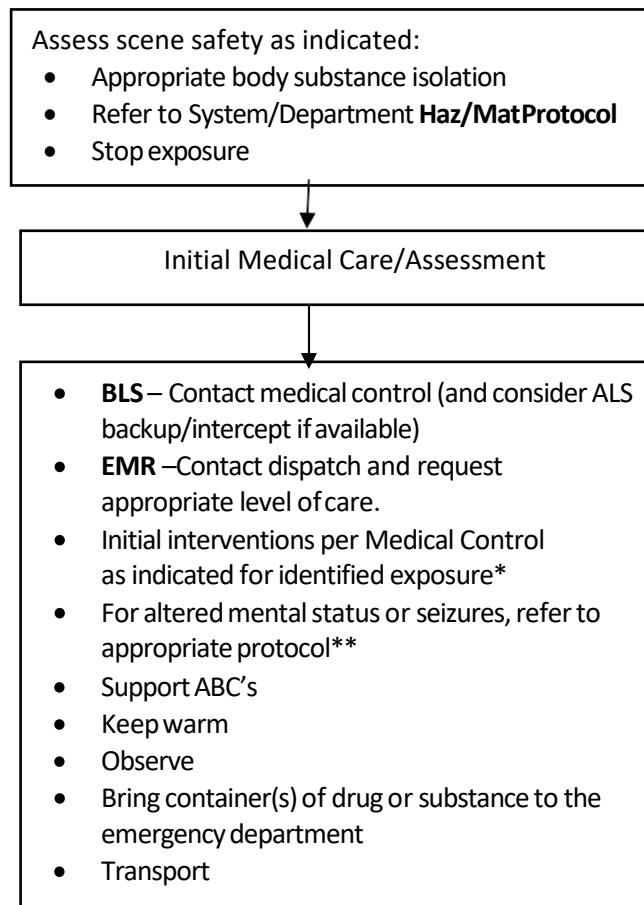 Assess scene safety as indicated:
• Appropriate body substance isolation
• Refer to System/Department Haz/MatProtocol
• Stop exposure
Initial Medical Care/Assessment
• BLS – Contact medical control (and consider ALS
backup/intercept if available)
• EMR –Contact dispatch and request
appropriate level of care.
• Initial interventions per Medical Control
as indicated for identified exposure*
• For altered mental status or seizures, refer to
appropriate protocol**
• Support ABC’s
• Keep warm
• Observe
• Bring container(s) of drug or substance to the
emergency department
• Transport